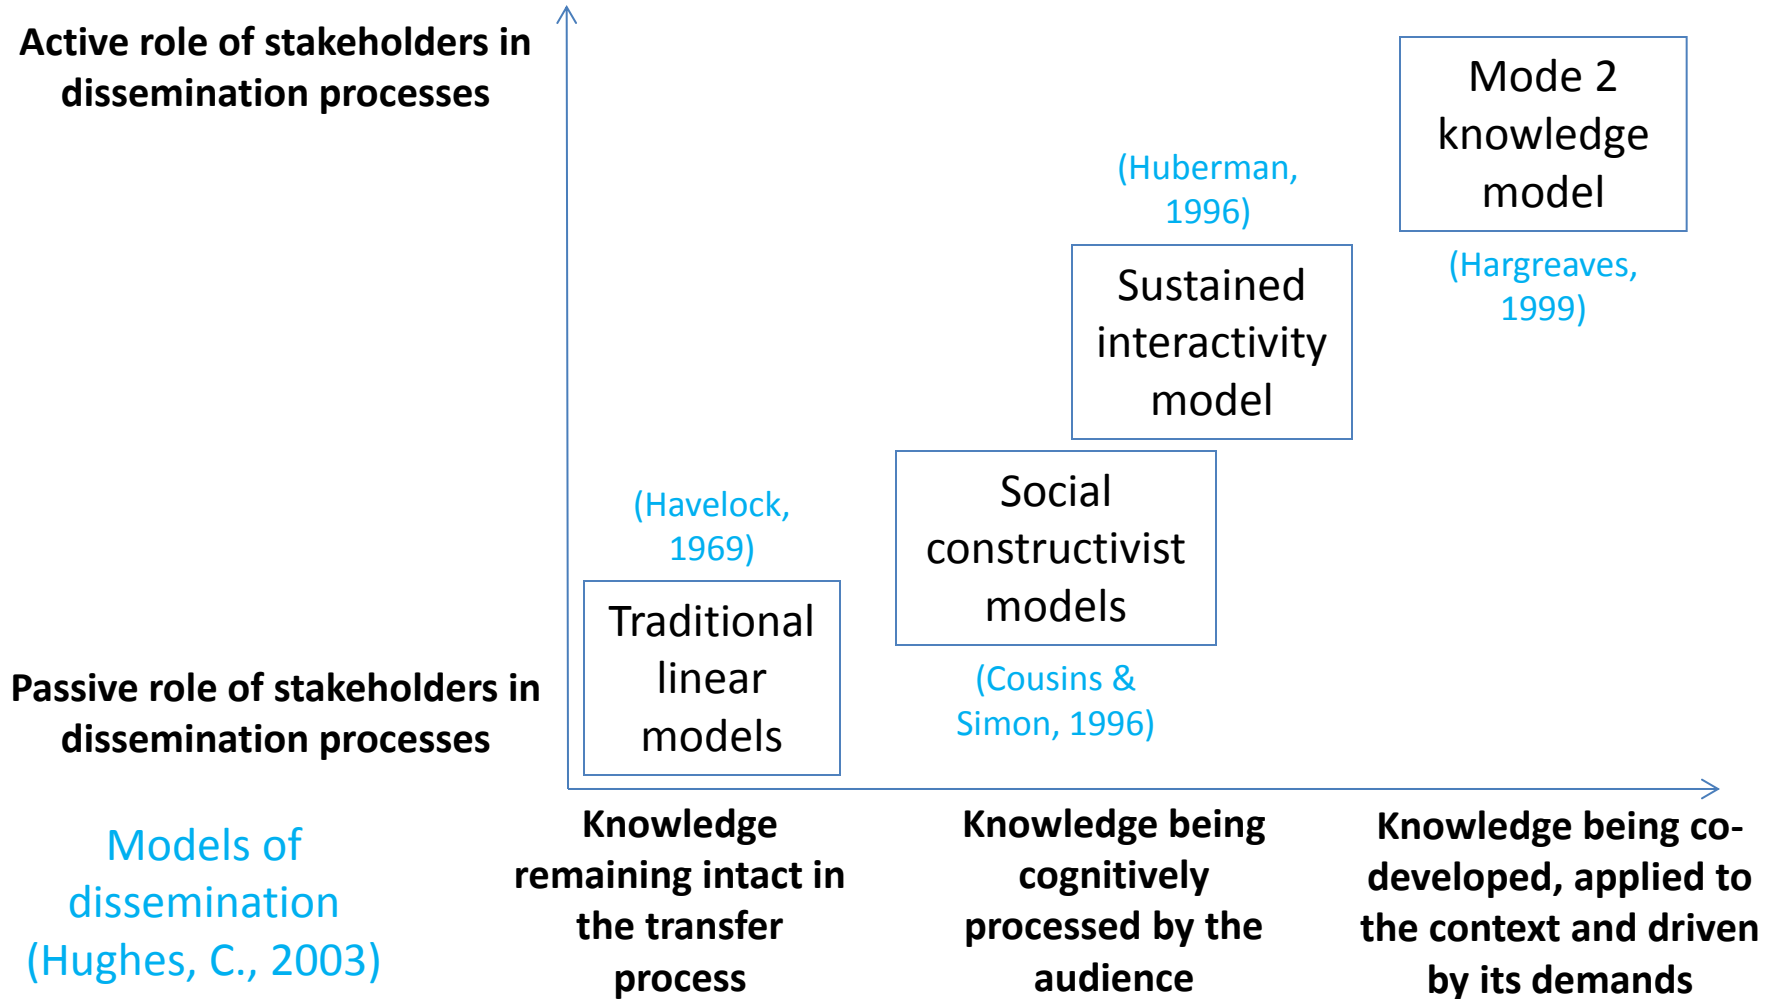 Active role of stakeholders in
dissemination processes
Mode 2
knowledge
model
(Hargreaves,
1999)
(Huberman,
1996)
Sustained
interactivity
model
Social
constructivist
models
(Cousins &
Simon, 1996)
(Havelock,
1969)
Traditional
linear
models
Passive role of stakeholders in
dissemination processes
Knowledge
remaining intact in
the transfer
process
Knowledge being
cognitively
processed by the
audience
Knowledge being co-
developed, applied to
the context and driven
by its demands
Models of
dissemination
(Hughes, C., 2003)